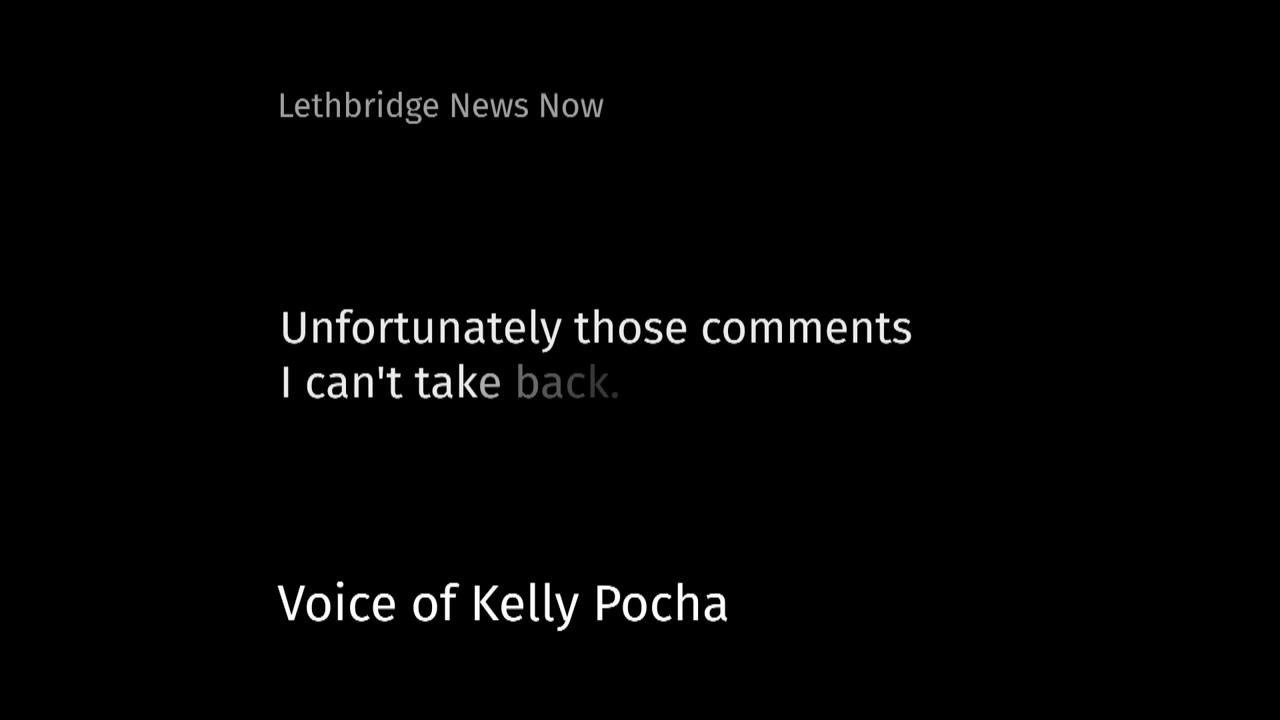 Lethbridge News Now
Unfortunately those comments
I can't take back.
Voice of Kelly Pocha